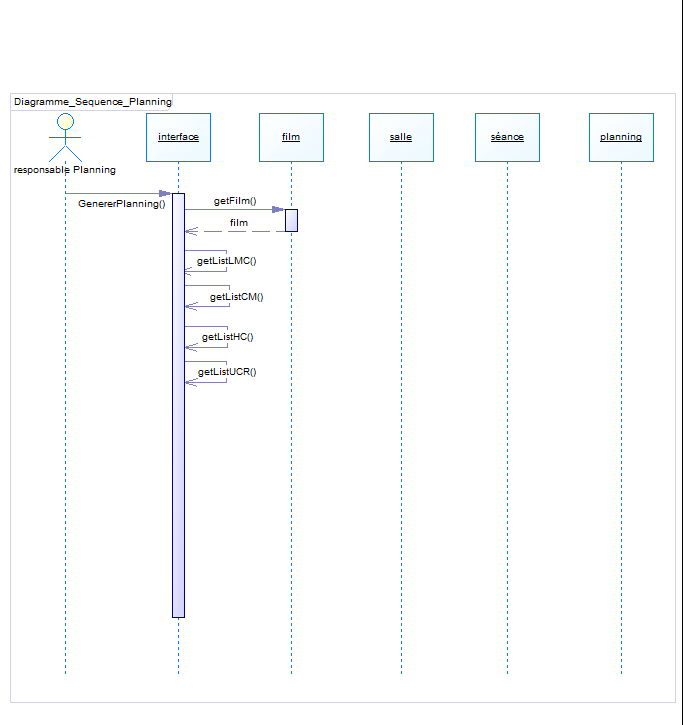 Diagramme_Sequence_Planning
interface
film
salle
séance
planning
responsable Planning
GenererPlanning()
getFilm()
film
getListLMC()
getListCM()
getListHC()
getListUCR()